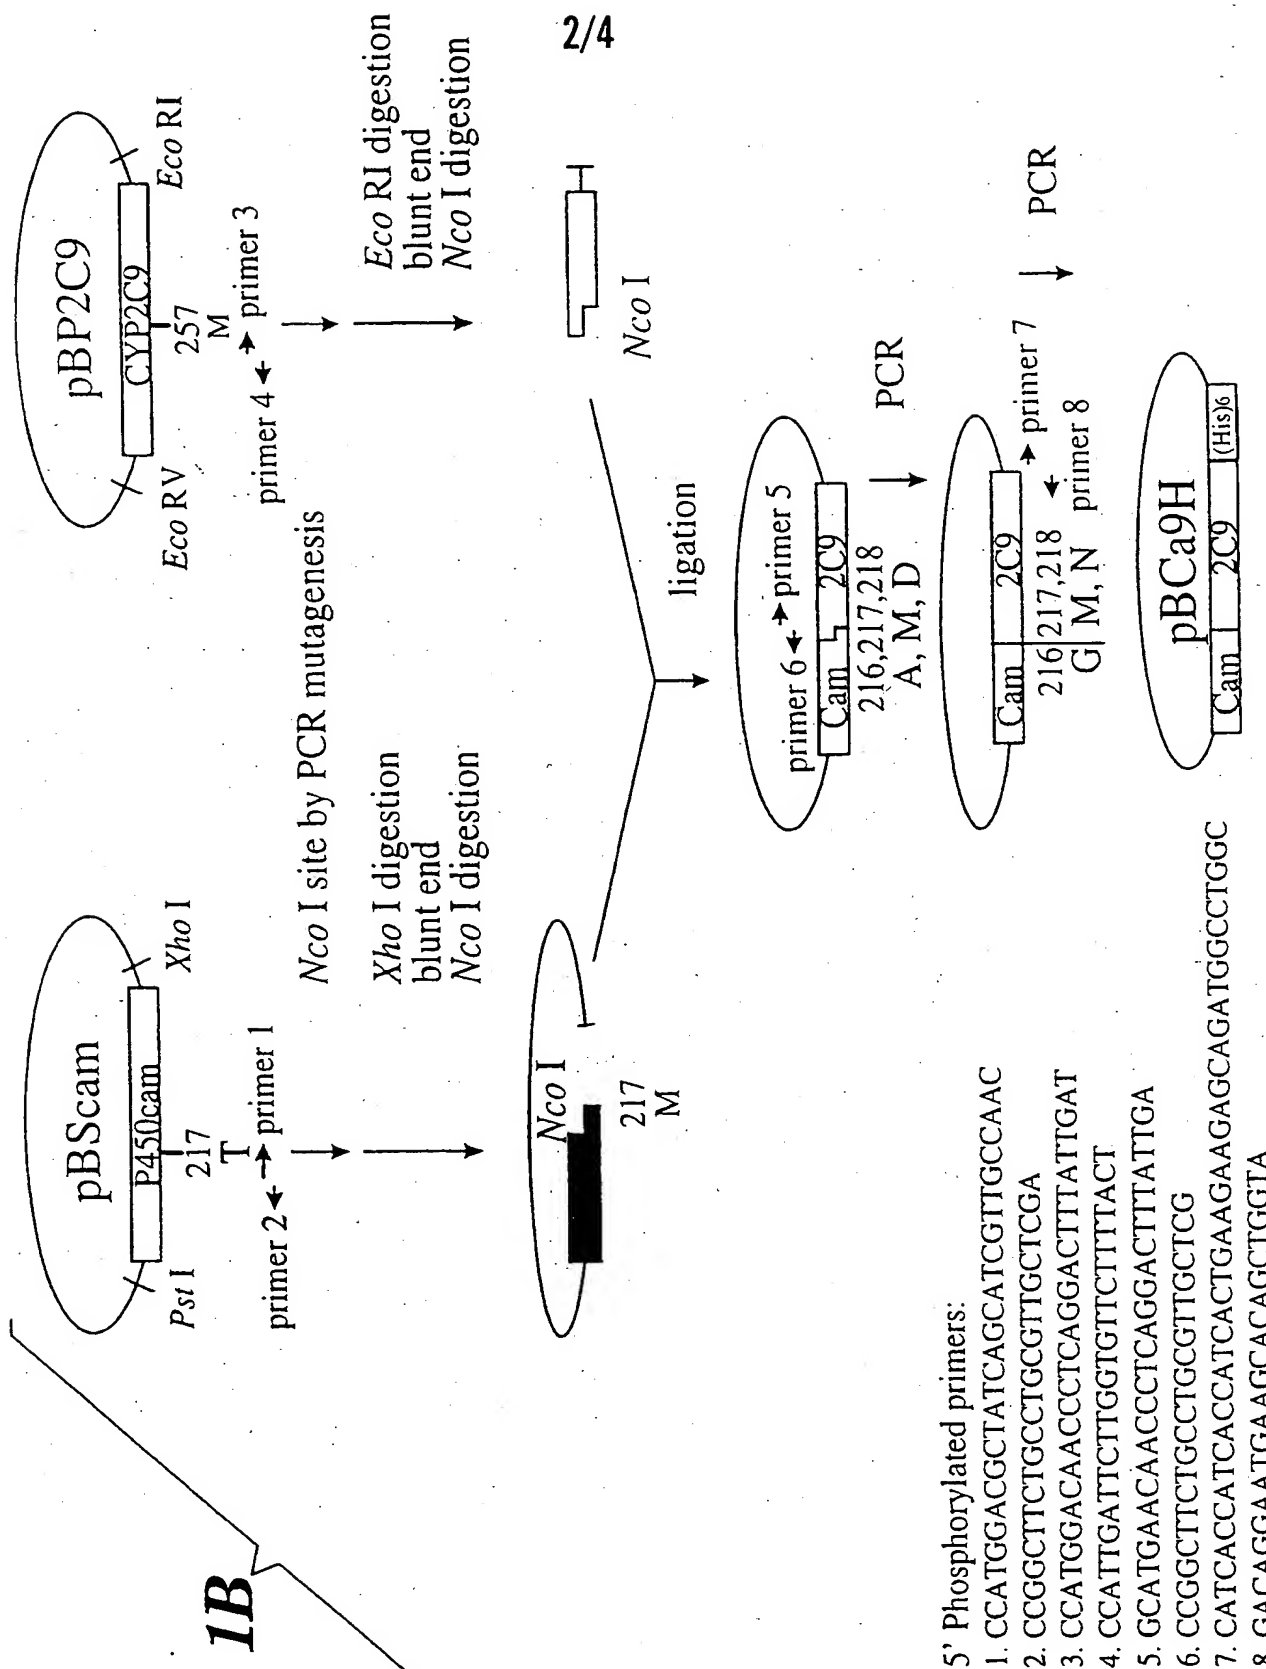 2/4
1B
pBScam
Pst I
P450cam
Xho I
217
T
primer 2
primer 1
pBP2C9
Eco RV
CYP2C9
Eco RI
257
M
primer 4
primer 3
Nco I site by PCR mutagenesis
Xho I digestion
blunt end
Nco I digestion
Eco RI digestion
blunt end
Nco I digestion
Nco I
217
M
Nco I
ligation
primer 6
primer 5
Cam
2C9
216,217,218
A, M, D
PCR
Cam
2C9
216 217,218
G M, N
primer 7
primer 8
PCR
pBCa9H
Cam
2C9
(His)6
5' Phosphorylated primers:
1. CCATGGACGCTATCAGCATCGTTGCCAAC
2. CCGGCTTCTGCCTGCGTTGCTCGA
3. CCATGGACAACCCTCAGGACTTTATTGAT
4. CCATTGATTCTTGGTGTTCTTTTACT
5. GCATGAACAACCCTCAGGACTTTATTGA
6. CCGGCTTCTGCCTGCGTTGCTCG
7. CATCACCATCACCATCACTGAAGAAGAGCAGATGGCCTGGC
8. GACAGGAATGAAGCACAGCTGGTA